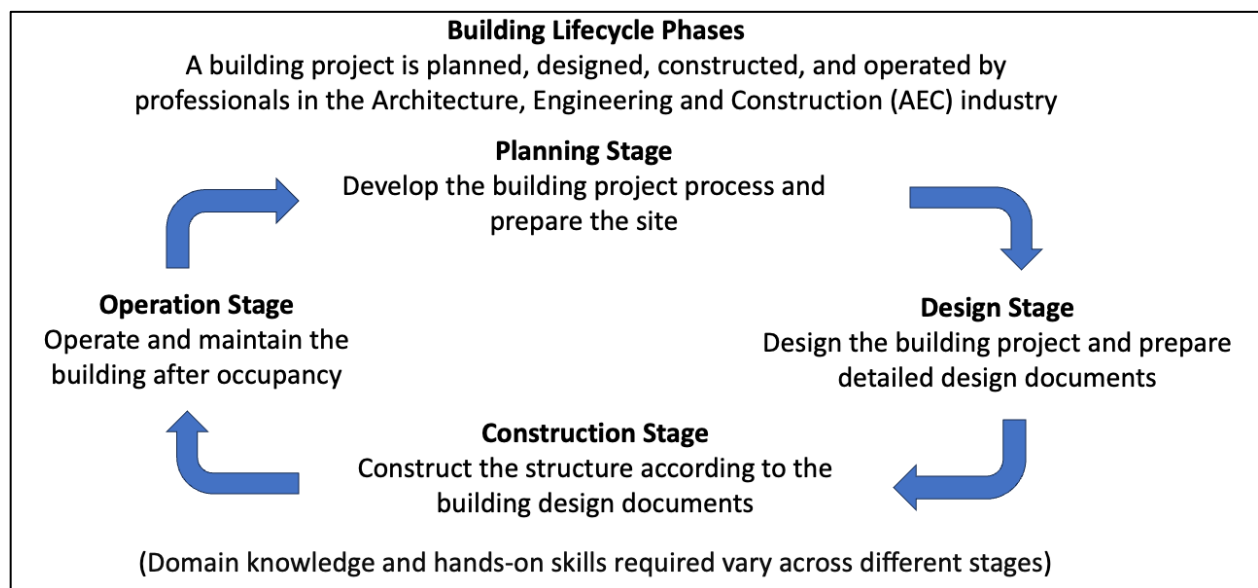 Building Lifecycle Phases
A building project is planned, designed, constructed, and operated by
professionals in the Architecture, Engineering and Construction (AEC) industry
Planning Stage
Develop the building project process and
prepare the site
Operation Stage
Operate and maintain the
building after occupancy
Design Stage
Design the building project and prepare
detailed design documents
Construction Stage
Construct the structure according to the
building design documents
(Domain knowledge and hands-on skills required vary across different stages)